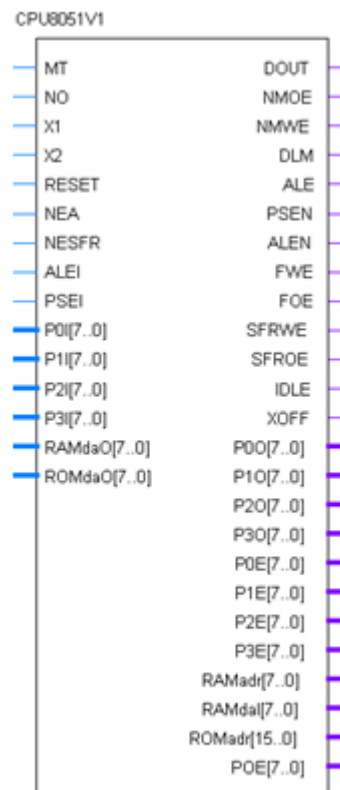 CPU8051V1
MT DOUT
NO NMOE
X1 NMWE
X2 DLM
RESET ALE
NEA PSEN
NESFR ALEN
ALEI FWE
PSEI FOE
P0I[7..0] SFRWE
P1I[7..0] SFROE
P2I[7..0] IDLE
P3I[7..0] XOFF
RAMdaO[7..0] P0O[7..0]
ROMdaO[7..0] P1O[7..0]
P2O[7..0]
P3O[7..0]
P0E[7..0]
P1E[7..0]
P2E[7..0]
P3E[7..0]
RAMadr[7..0]
RAMdaI[7..0]
ROMadr[15..0]
POE[7..0]